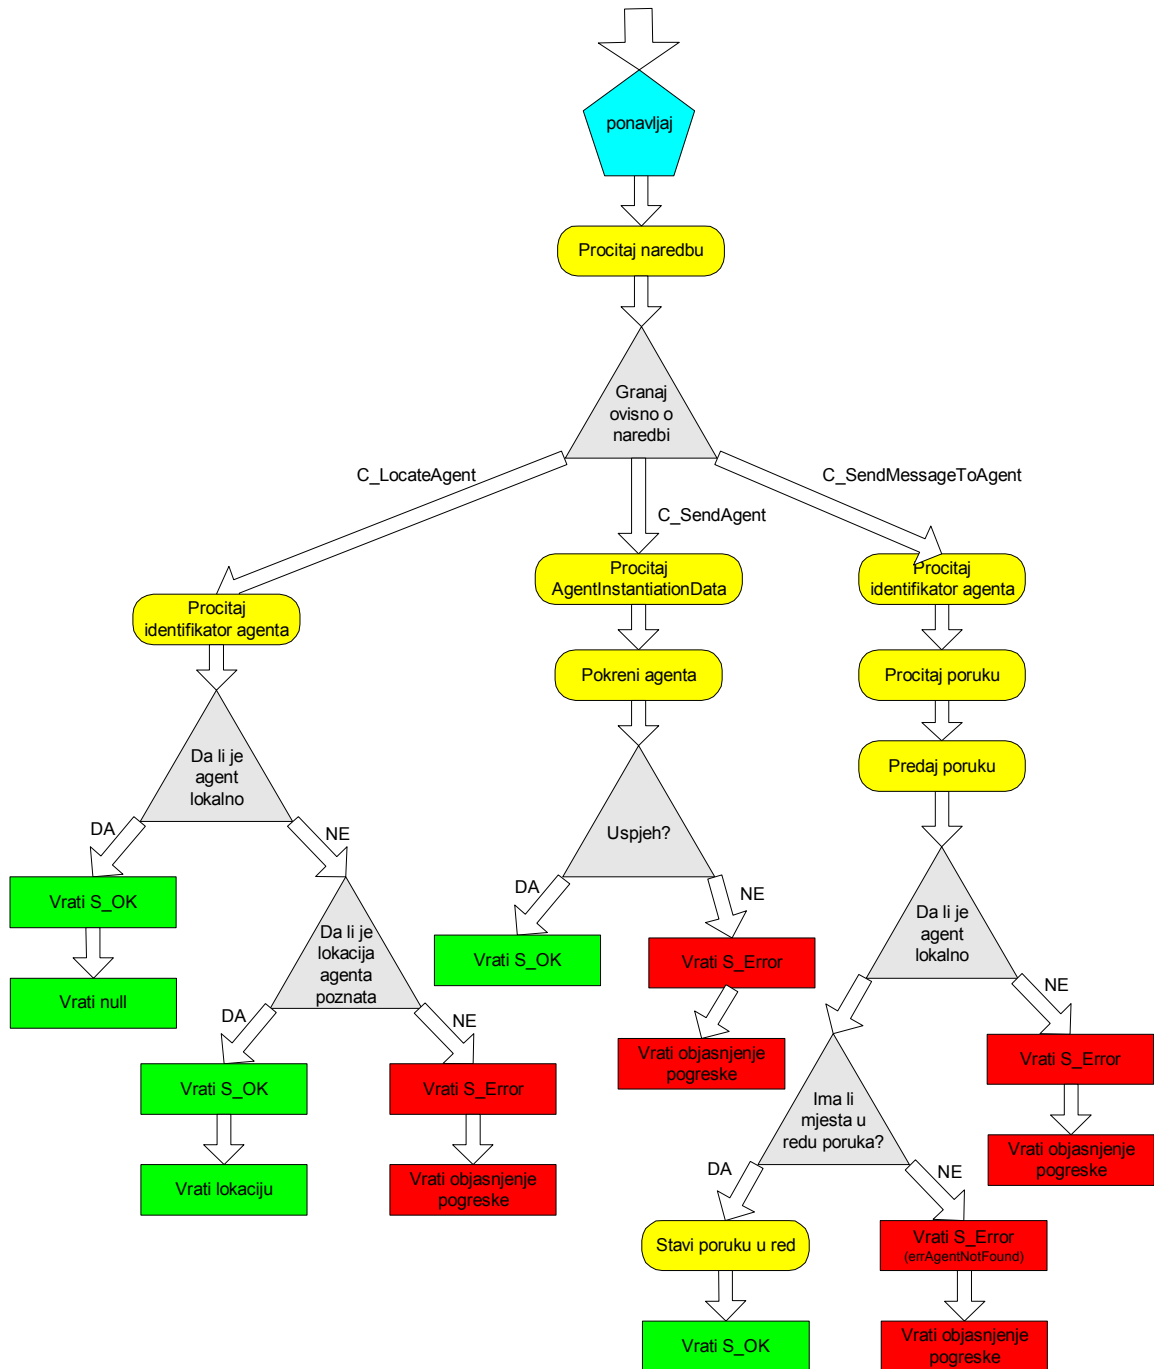 ponavljaj
Procitaj naredbu
Granaj
ovisno o
naredbi
C_LocateAgent
C_SendAgent
C_SendMessageToAgent
Procitaj
identifikator agenta
Da li je
agent
lokalno
DA
NE
Vrati S_OK
Vrati null
Da li je
lokacija
agenta
poznata
DA
NE
Vrati S_OK
Vrati lokaciju
Vrati S_Error
Vrati objasnjenje
pogreske
Procitaj
AgentInstantiationData
Pokreni agenta
Uspjeh?
DA
NE
Vrati S_OK
Vrati S_Error
Vrati objasnjenje
pogreske
Procitaj
identifikator agenta
Procitaj poruku
Predaj poruku
Da li je
agent
lokalno
NE
Vrati S_Error
Vrati objasnjenje
pogreske
Ima li
mjesta u
redu poruka?
DA
NE
Stavi poruku u red
Vrati S_OK
Vrati S_Error
(errAgentNotFound)
Vrati objasnjenje
pogreske